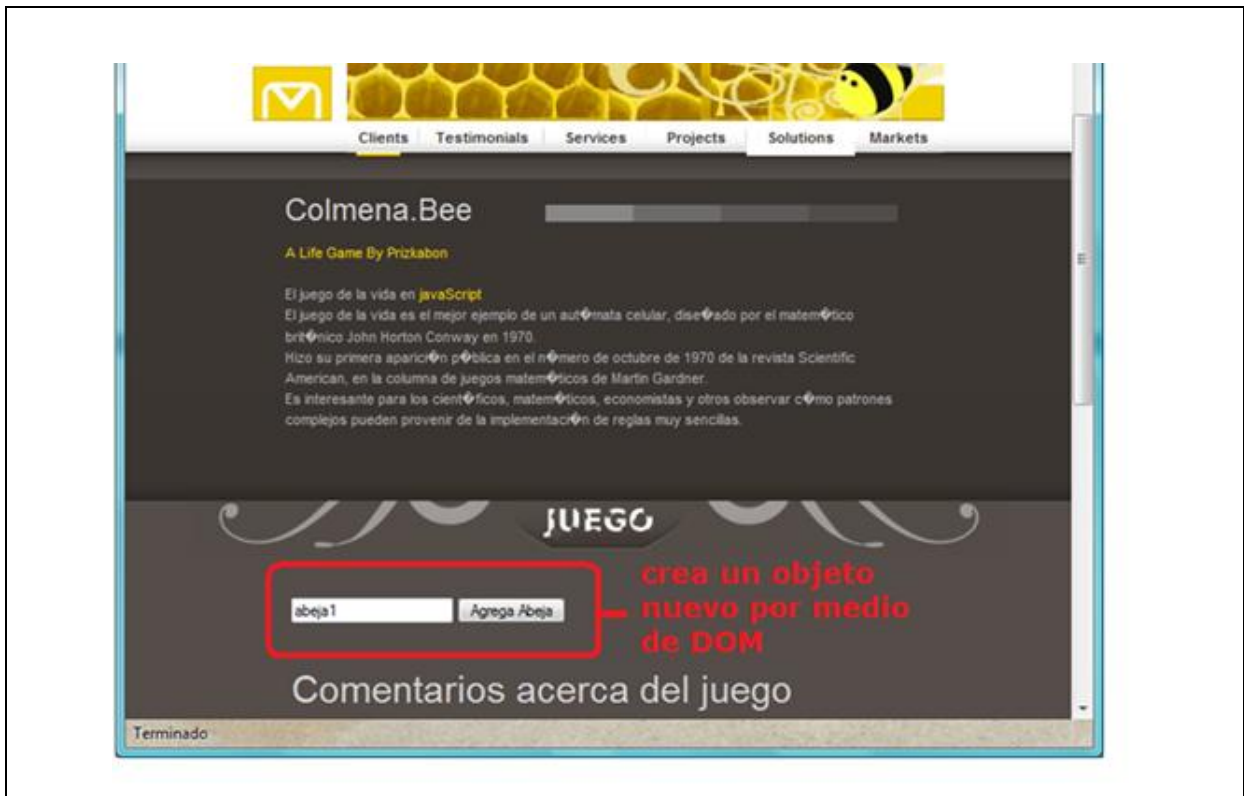 Clients Testimonials Services Projects Solutions Markets
Colmena.Bee
A Life Game By Prizkabon
El juego de la vida en javaScript
El juego de la vida es el mejor ejemplo de un aut�mata celular, dise�ado por el matem�tico
brit�nico John Horton Conway en 1970.
Hizo su primera aparici�n p�blica en el n�mero de octubre de 1970 de la revista Scientific
American, en la columna de juegos matem�ticos de Martin Gardner.
Es interesante para los cient�ficos, matem�ticos, economistas y otros observar c�mo patrones
complejos pueden provenir de la implementaci�n de reglas muy sencillas.
JUEGO
abeja1 Agrega Abeja
crea un objeto
nuevo por medio
de DOM
Comentarios acerca del juego
Terminado